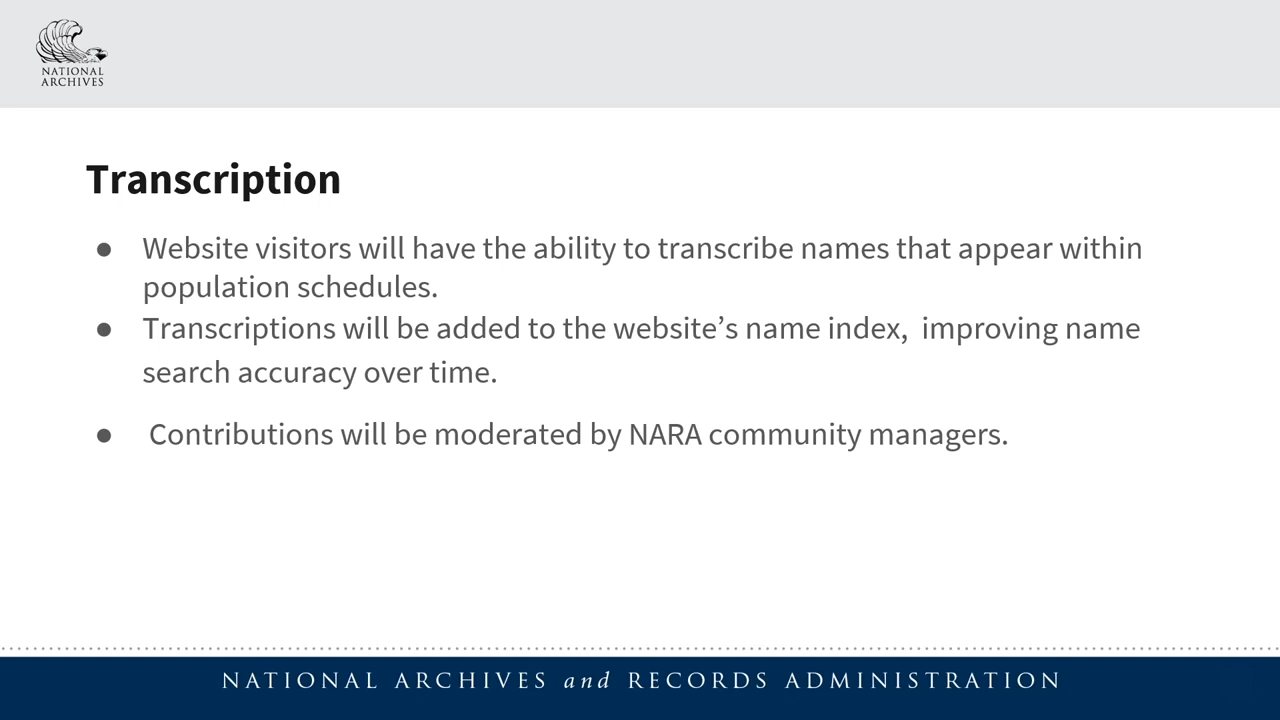 NATIONAL
ARCHIVES
Transcription
● Website visitors will have the ability to transcribe names that appear within
population schedules.
● Transcriptions will be added to the website’s name index,  improving name
search accuracy over time.
●  Contributions will be moderated by NARA community managers.
NATIONAL ARCHIVES and RECORDS ADMINISTRATION